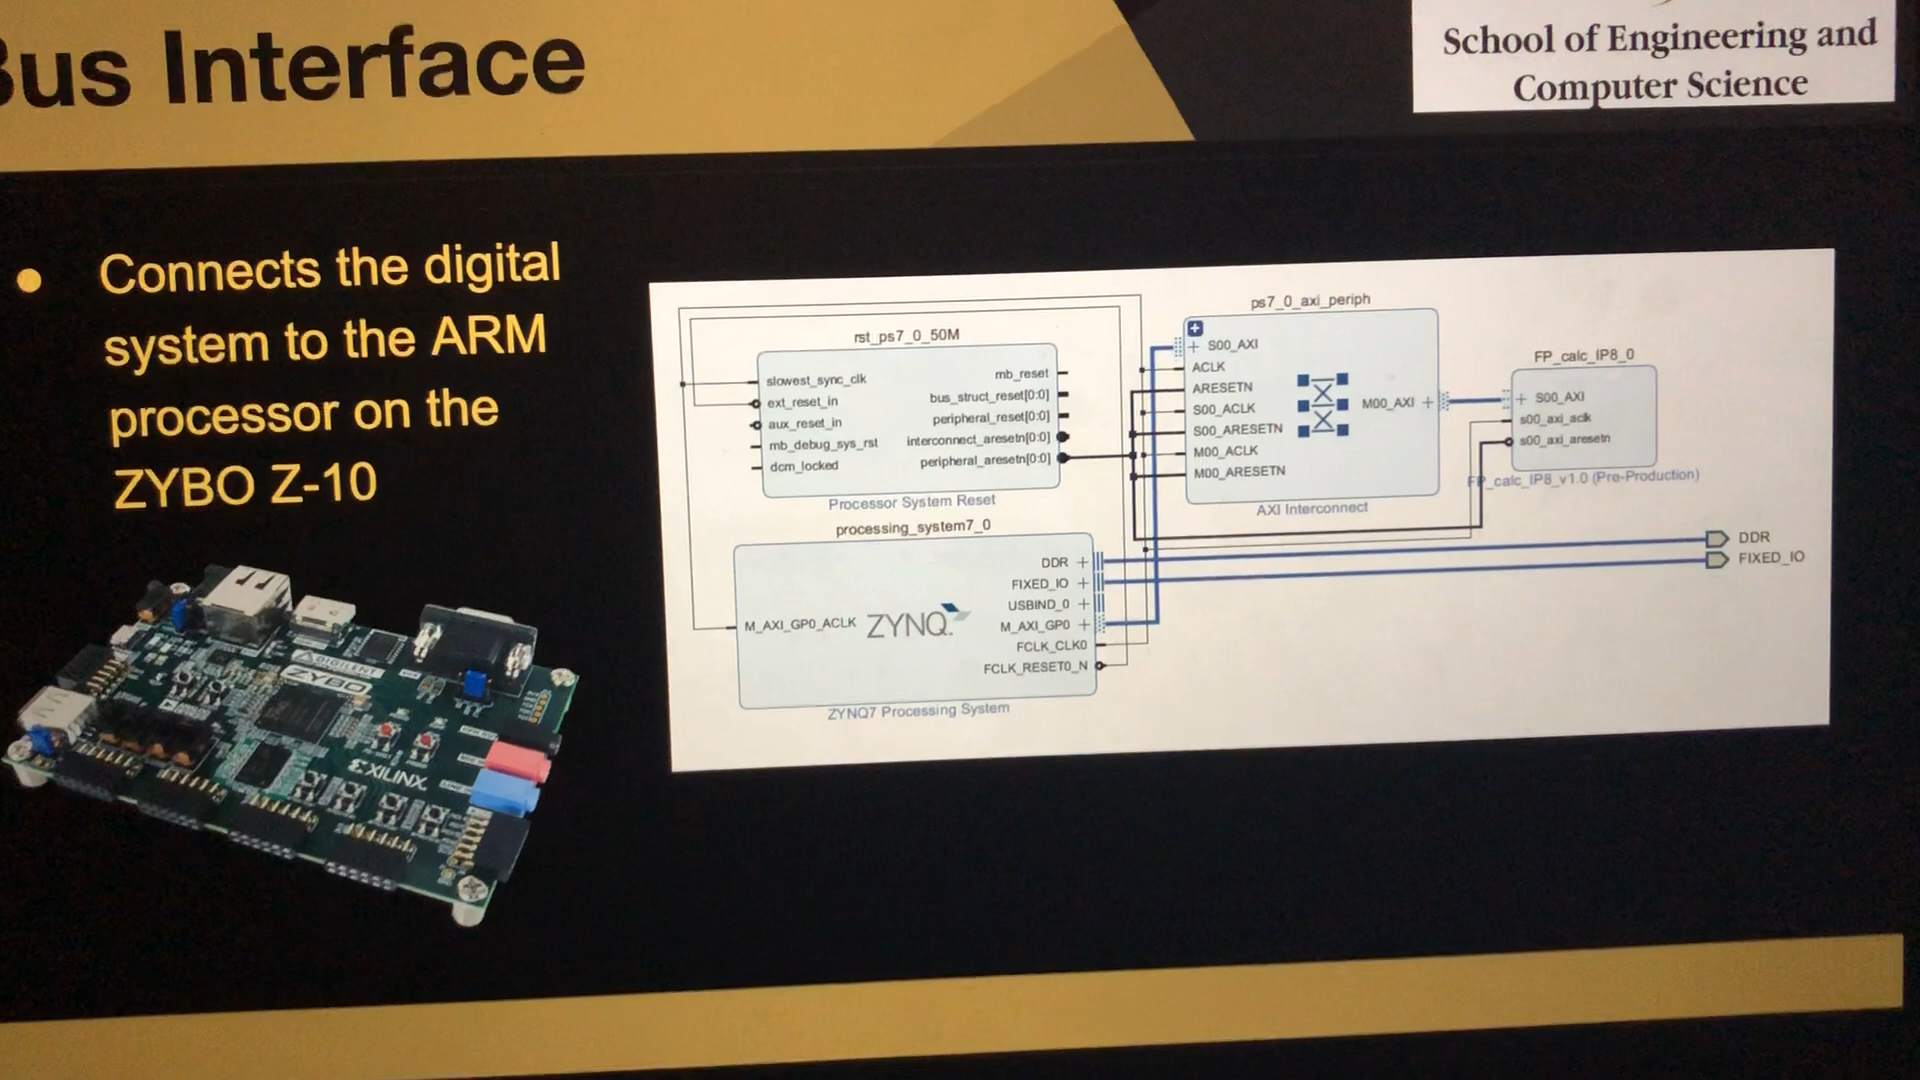 Bus Interface
School of Engineering and
Computer Science
Connects the digital
system to the ARM
processor on the
ZYBO Z-10
rst_ps7_0_50M
slowest_sync_clk
ext_reset_in
aux_reset_in
mb_debug_sys_rst
dcm_locked
mb_reset
bus_struct_reset[0:0]
peripheral_reset[0:0]
interconnect_aresetn[0:0]
peripheral_aresetn[0:0]
Processor System Reset
ps7_0_axi_periph
S00_AXI
ACLK
ARESETN
S00_ACLK
S00_ARESETN
M00_ACLK
M00_ARESETN
M00_AXI
AXI Interconnect
FP_calc_IP8_0
S00_AXI
s00_axi_aclk
s00_axi_aresetn
FP_calc_IP8_v1.0 (Pre-Production)
processing_system7_0
M_AXI_GP0_ACLK
ZYNQ
DDR
FIXED_IO
USBIND_0
M_AXI_GP0
FCLK_CLK0
FCLK_RESET0_N
ZYNQ7 Processing System
DDR
FIXED_IO
DIGILENT
ZYBO
XILINX